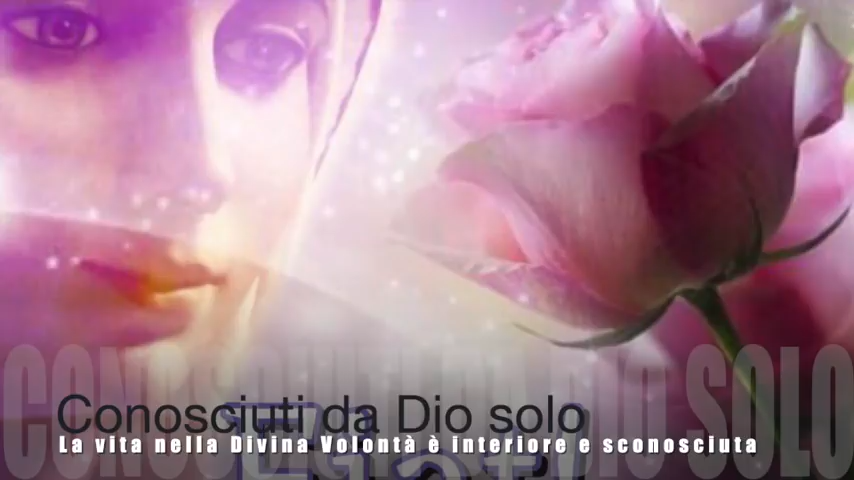 CONOSCIUTI DA DIO SOLO
Conosciuti da Dio solo
La vita nella Divina Volontà è interiore e sconosciuta